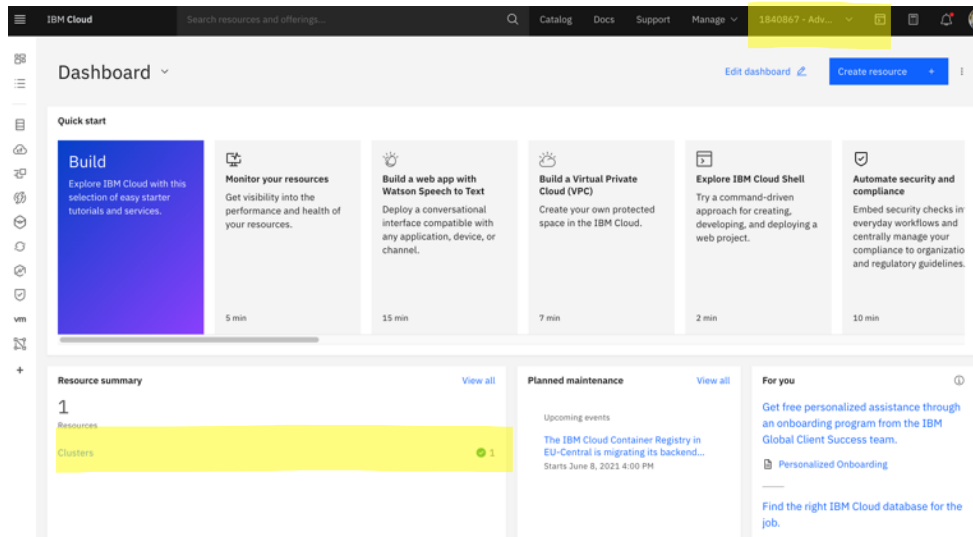 IBM Cloud
Search resources and offerings...
Catalog
Docs
Support
Manage
1840867 - Adv...
Dashboard
Edit dashboard
Create resource +
Quick start
Build
Explore IBM Cloud with this
selection of easy starter
tutorials and services.
Monitor your resources
Get visibility into the
performance and health of
your resources.
5 min
Build a web app with
Watson Speech to Text
Deploy a conversational
interface compatible with
any application, device, or
channel.
15 min
Build a Virtual Private
Cloud (VPC)
Create your own protected
space in the IBM Cloud.
7 min
Explore IBM Cloud Shell
Try a command-driven
approach for creating,
developing, and deploying a
web project.
2 min
Automate security and
compliance
Embed security checks in
everyday workflows and
centrally manage your
compliance to organizatio
and regulatory guidelines.
10 min
vm
+
Resource summary
View all
1
Resources
Clusters
1
Planned maintenance
View all
Upcoming events
The IBM Cloud Container Registry in
EU-Central is migrating its backend...
Starts June 8, 2021 4:00 PM
For you
Get free personalized assistance through
an onboarding program from the IBM
Global Client Success team.
Personalized Onboarding
Find the right IBM Cloud database for the
job.